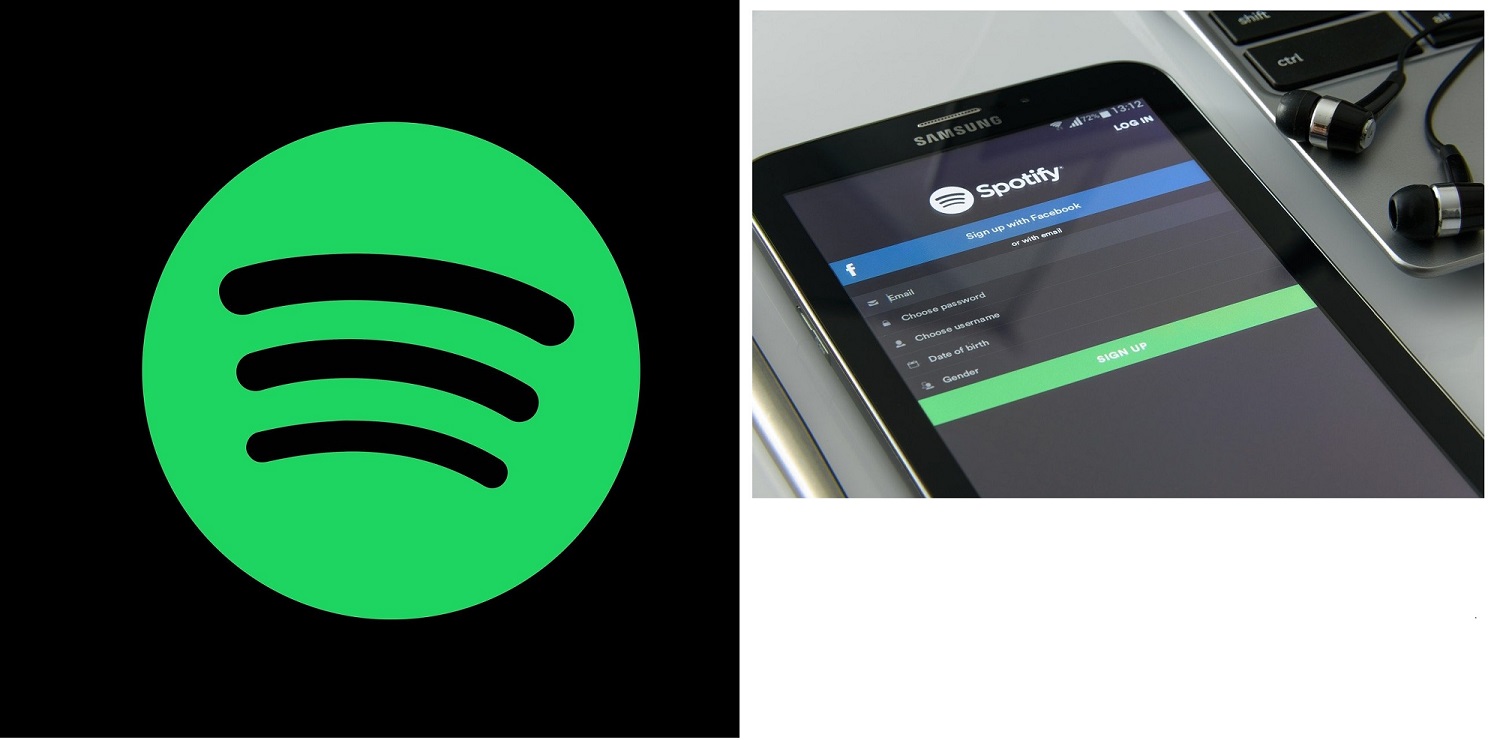 shift
alt
ctrl
SAMSUNG
72% 13:12
LOG IN
Spotify
f
Sign up with Facebook
or with email
Email
Choose password
Choose username
Date of birth
Gender
SIGN UP